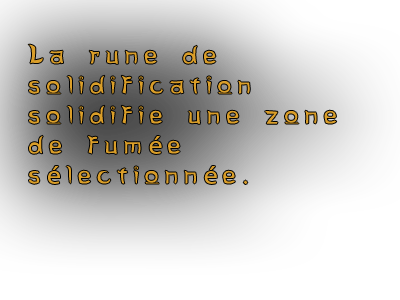 La rune de
solidification
solidifie une zone
de fumée
sélectionnée.